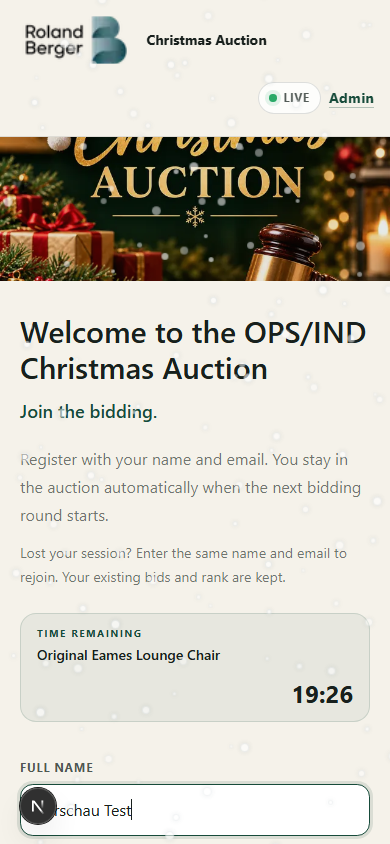 Roland
Berger
Christmas Auction
LIVE
Admin
Christmas
AUCTION
Welcome to the OPS/IND
Christmas Auction
Join the bidding.
Register with your name and email. You stay in
the auction automatically when the next bidding
round starts.
Lost your session? Enter the same name and email to
rejoin. Your existing bids and rank are kept.
TIME REMAINING
Original Eames Lounge Chair
19:26
FULL NAME
N
Test